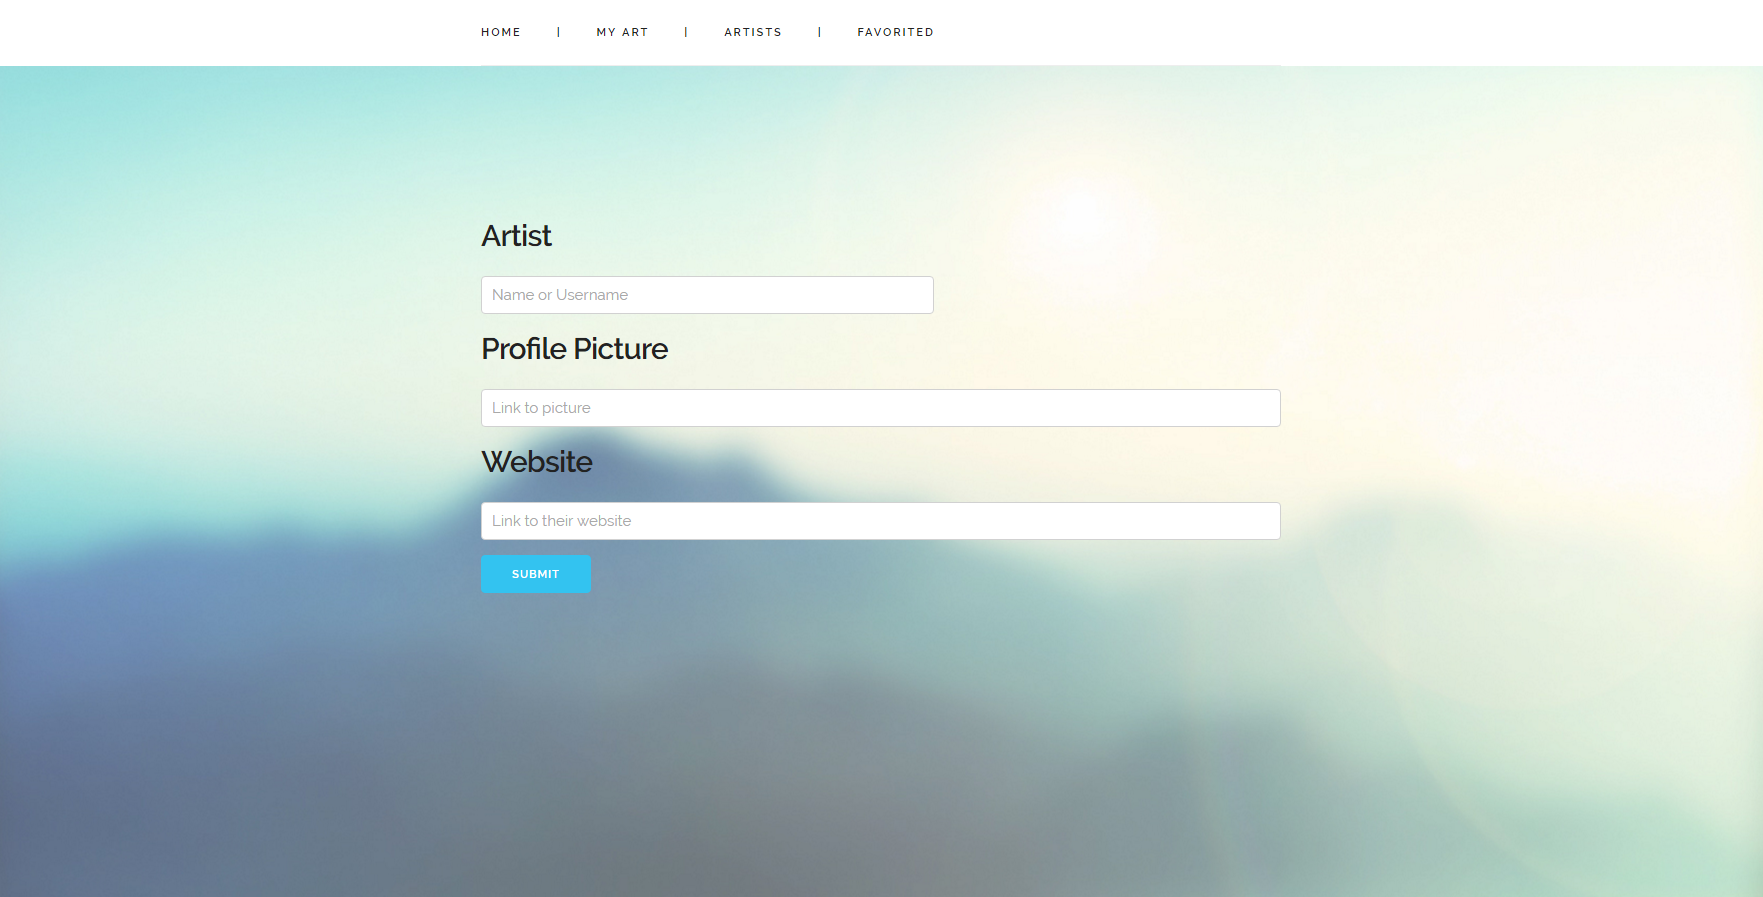 HOME | MY ART | ARTISTS | FAVORITED
Artist
Name or Username
Profile Picture
Link to picture
Website
Link to their website
SUBMIT